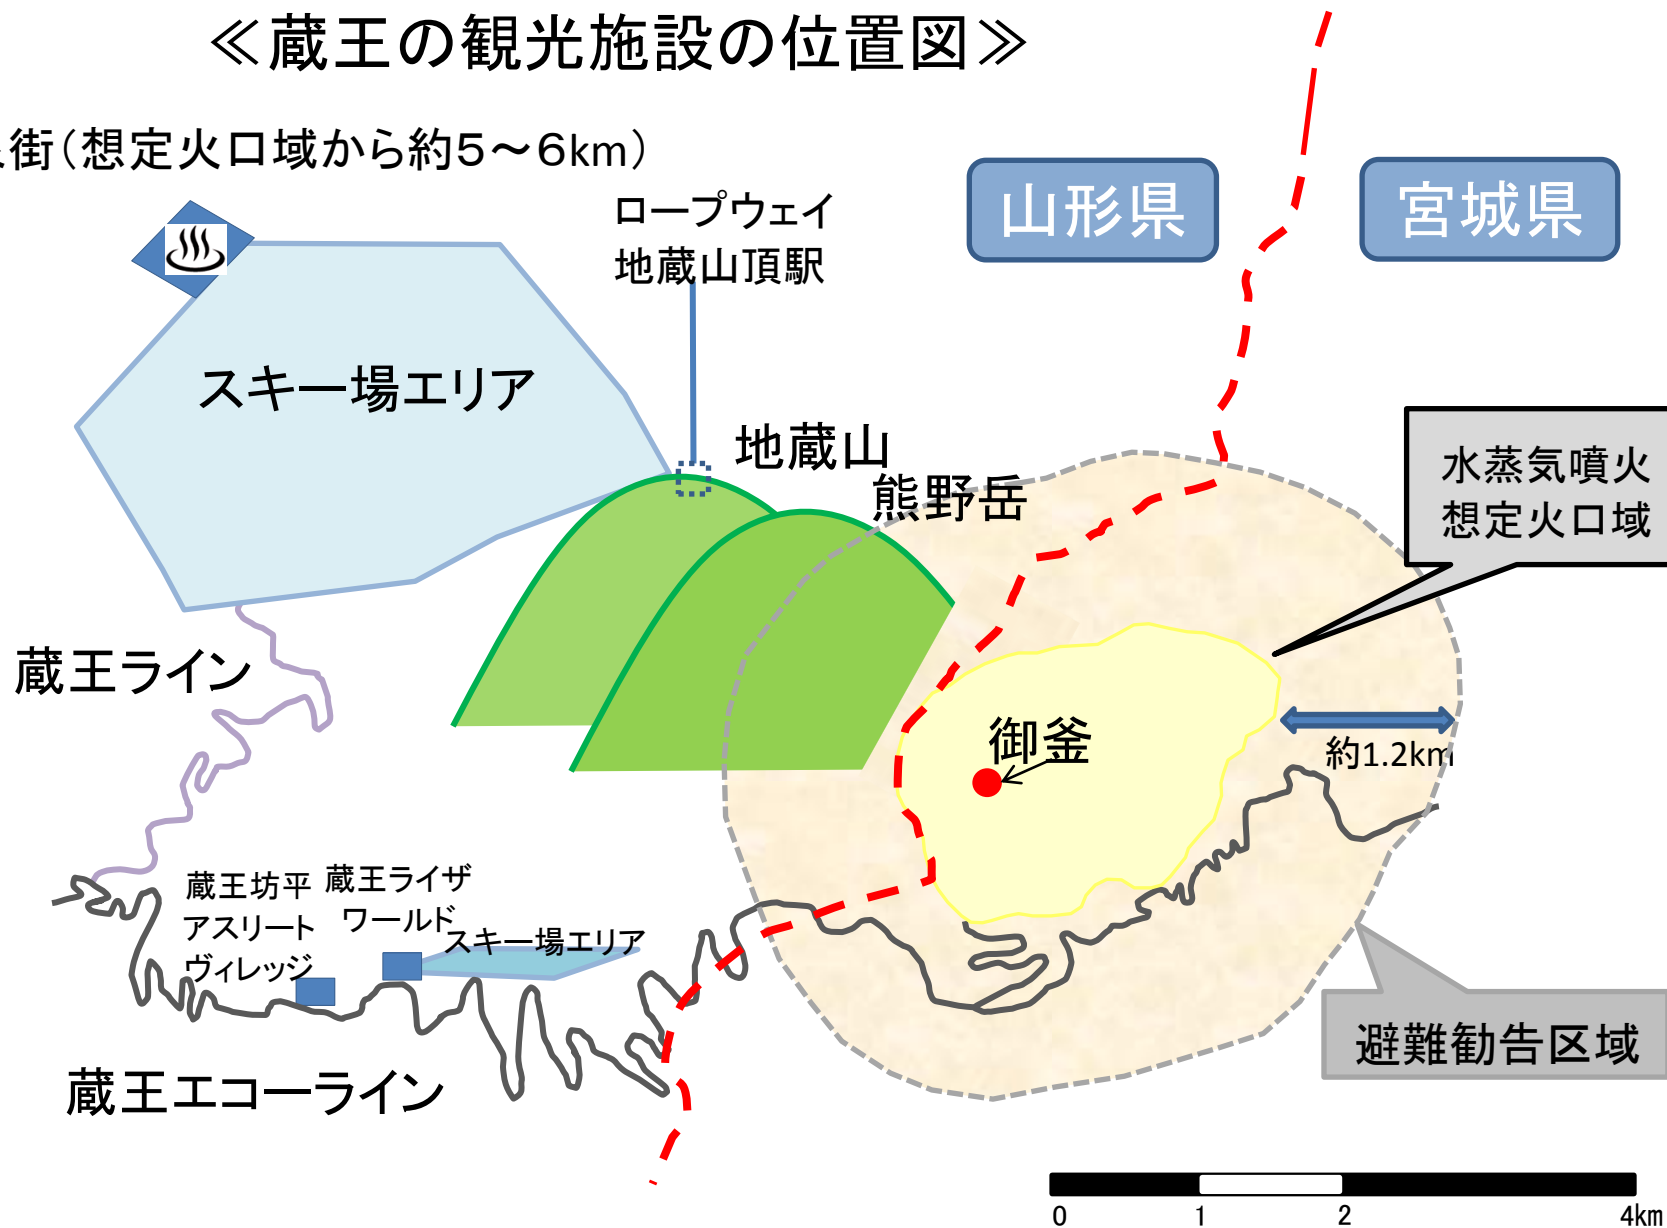 ≪蔵王の観光施設の位置図≫
街(想定火口域から約5～6km)
ロープウェイ
地蔵山頂駅
山形県
宮城県
スキー場エリア
地蔵山
熊野岳
水蒸気噴火
想定火口域
蔵王ライン
御釜
約1.2km
蔵王坊平
アスリート
ヴィレッジ
蔵王ライザ
ワールド
スキー場エリア
避難勧告区域
蔵王エコーライン
0 1 2 4km